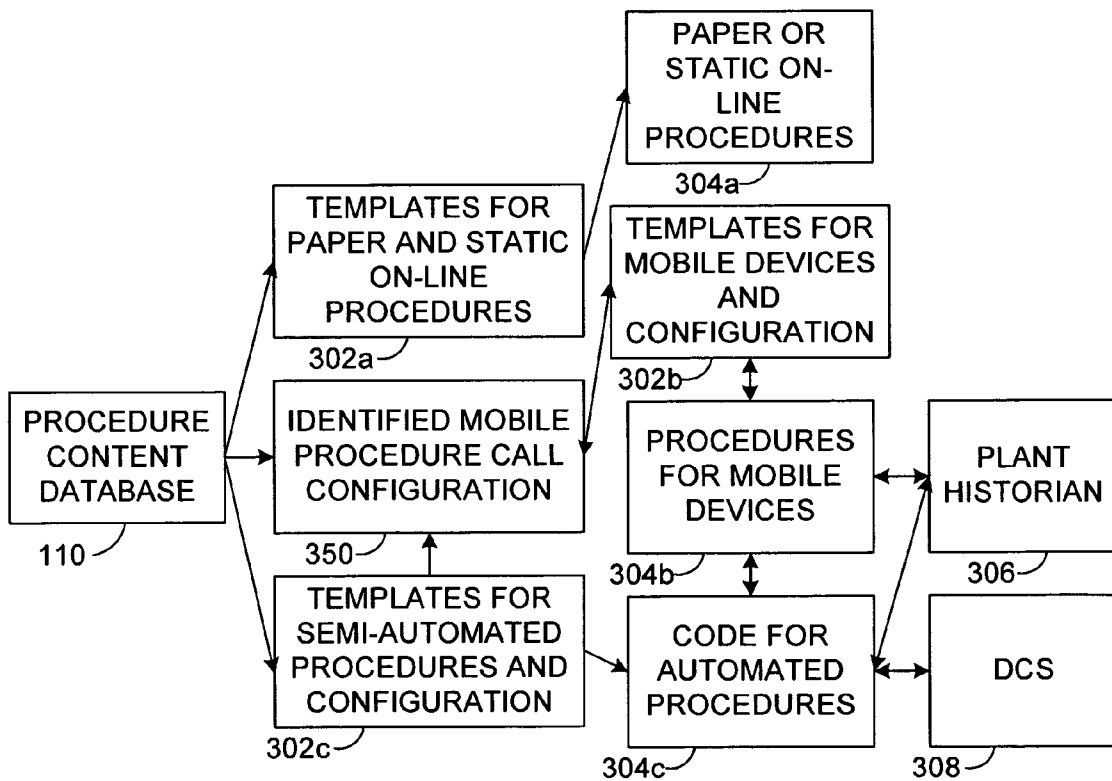 PAPER OR
STATIC ON-
LINE
PROCEDURES
304a
TEMPLATES FOR
PAPER AND STATIC
ON-LINE
PROCEDURES
302a
TEMPLATES FOR
MOBILE DEVICES
AND
CONFIGURATION
302b
PROCEDURE
CONTENT
DATABASE
110
IDENTIFIED MOBILE
PROCEDURE CALL
CONFIGURATION
350
PROCEDURES
FOR MOBILE
DEVICES
304b
PLANT
HISTORIAN
306
TEMPLATES FOR
SEMI-AUTOMATED
PROCEDURES AND
CONFIGURATION
302c
CODE FOR
AUTOMATED
PROCEDURES
304c
DCS
308